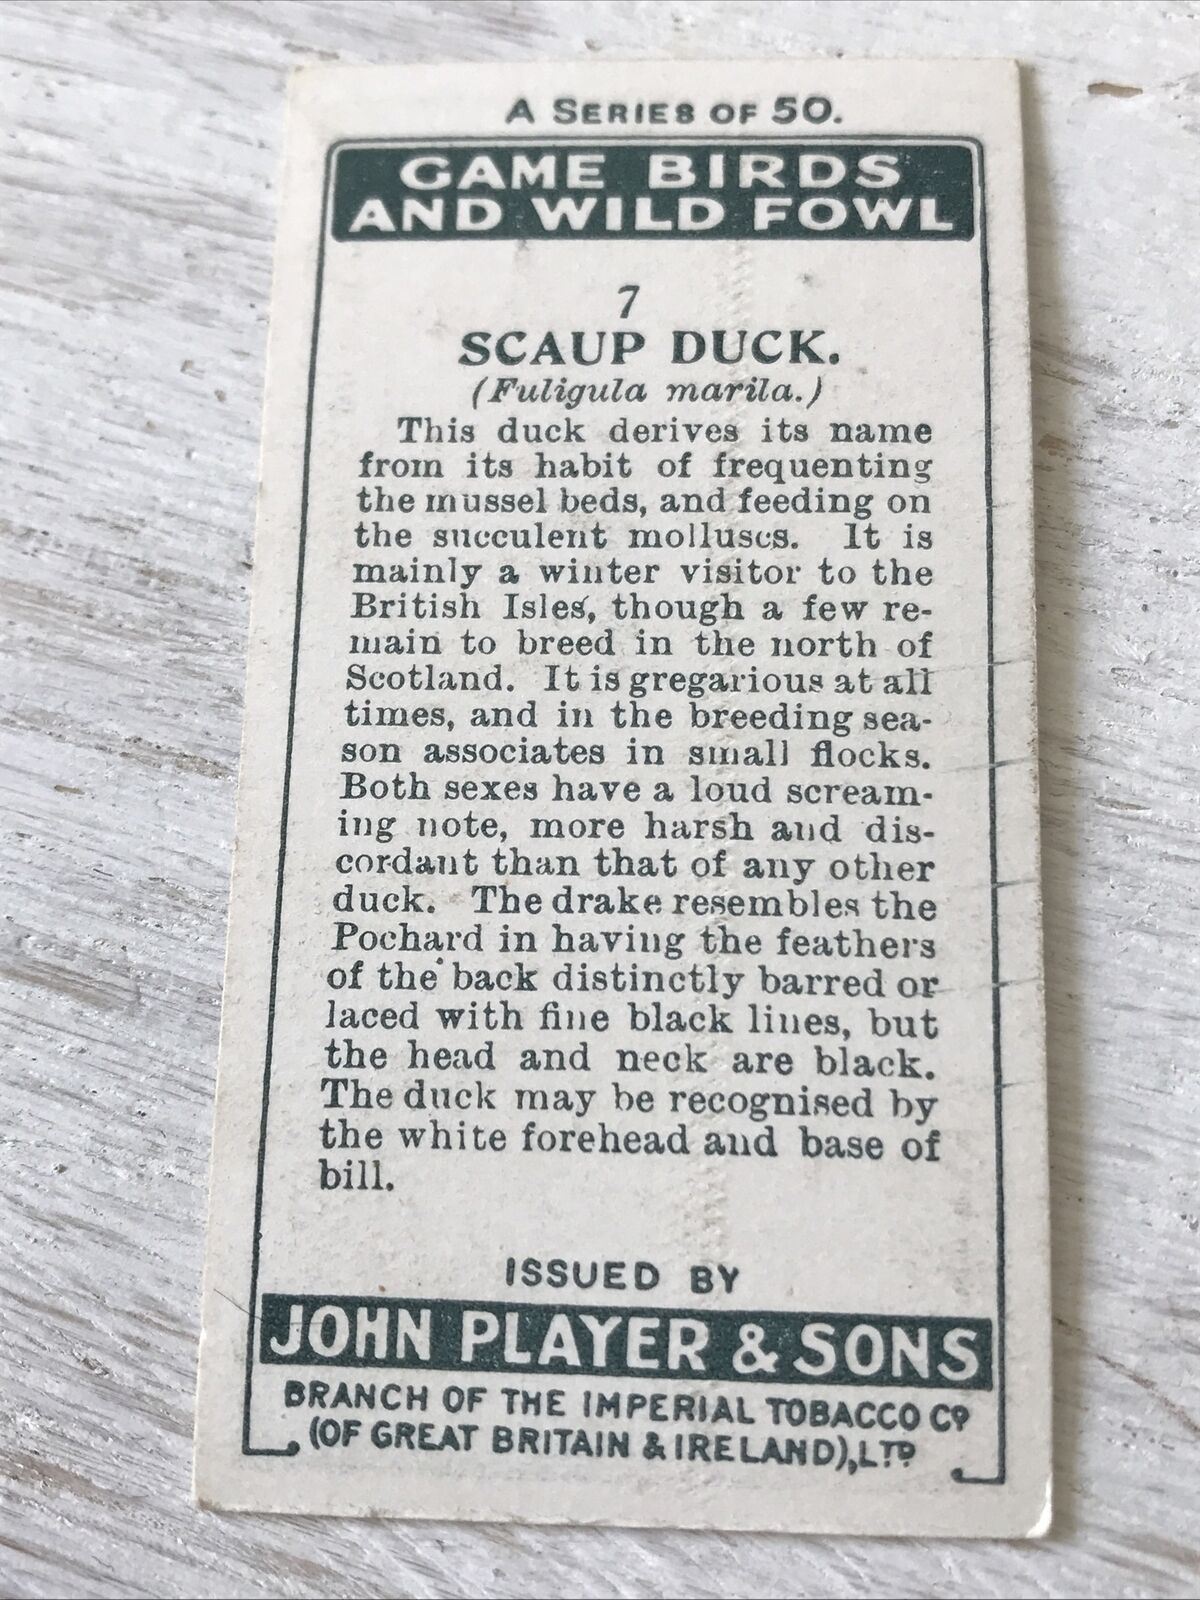 A SERIES OF 50.
GAME BIRDS
AND WILD FOWL
7
SCAUP DUCK.
(Fuligula marila.)
This duck derives its name
from its habit of frequenting
the mussel beds, and feeding on
the succulent molluscs. It is
mainly a winter visitor to the
British Isles, though a few re-
main to breed in the north of
Scotland. It is gregarious at all
times, and in the breeding sea-
son associates in small flocks.
Both sexes have a loud scream-
ing note, more harsh and dis-
cordant than that of any other
duck. The drake resembles the
Pochard in having the feathers
of the back distinctly barred or
laced with fine black lines, but
the head and neck are black.
The duck may be recognised by
the white forehead and base of
bill.
ISSUED BY
JOHN PLAYER & SONS
BRANCH OF THE IMPERIAL TOBACCO Cº
(OF GREAT BRITAIN & IRELAND), LTD